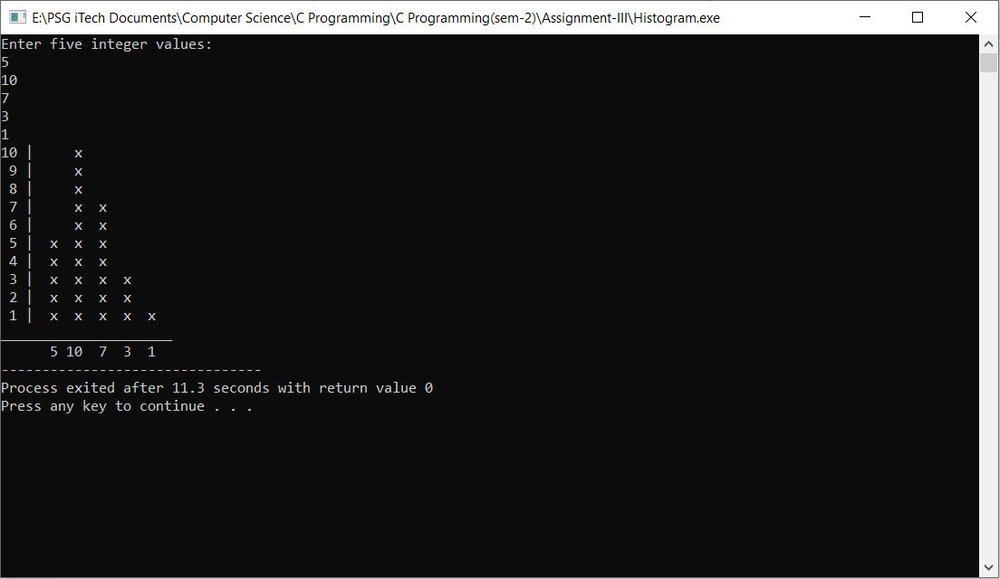 E:\PSG iTech Documents\Computer Science\C Programming\C Programming(sem-2)\Assignment-III\Histogram.exe
Enter five integer values:
5
10
7
3
1
10 |     x
 9 |     x
 8 |     x
 7 |     x  x
 6 |     x  x
 5 |  x  x  x
 4 |  x  x  x
 3 |  x  x  x  x
 2 |  x  x  x  x
 1 |  x  x  x  x  x
_____________________
      5 10  7  3  1
--------------------------------
Process exited after 11.3 seconds with return value 0
Press any key to continue . . .